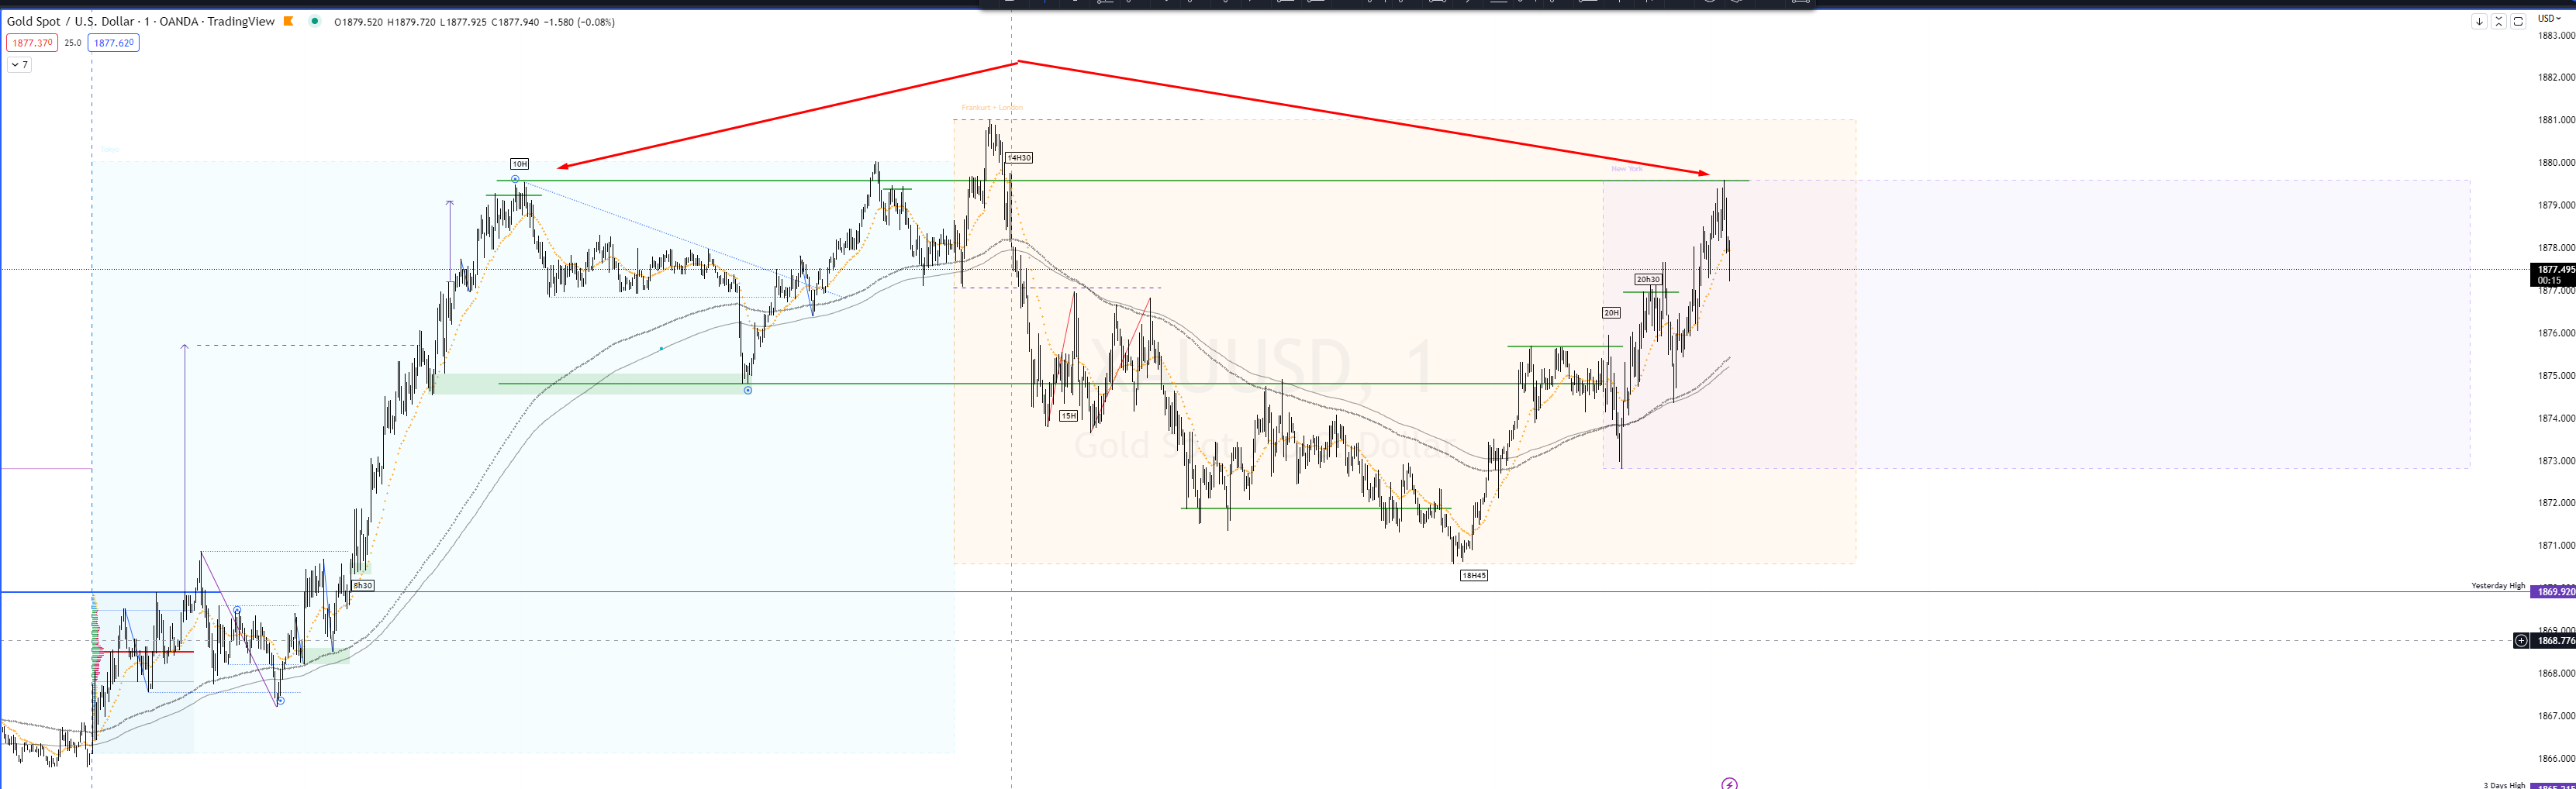 Gold Spot / U.S. Dollar · 1 · OANDA · TradingView O1879.520 H1879.720 L1877.925 C1877.940 −1.580 (−0.08%)
1877.370 25.0 1877.620
7
USD
1883.000
1882.000
1881.000
1880.000
1879.000
1878.000
1877.495
00:15
1877.000
1876.000
1875.000
1874.000
1873.000
1872.000
1871.000
Yesterday High 1869.920
1869.000
1868.776
1868.000
1867.000
1866.000
3 Days High
Tokyo
Frankurt + London
New York
10H
14H30
20h30
20H
15H
8h30
18H45
XAUUSD, 1
Gold Spot / U.S. Dollar